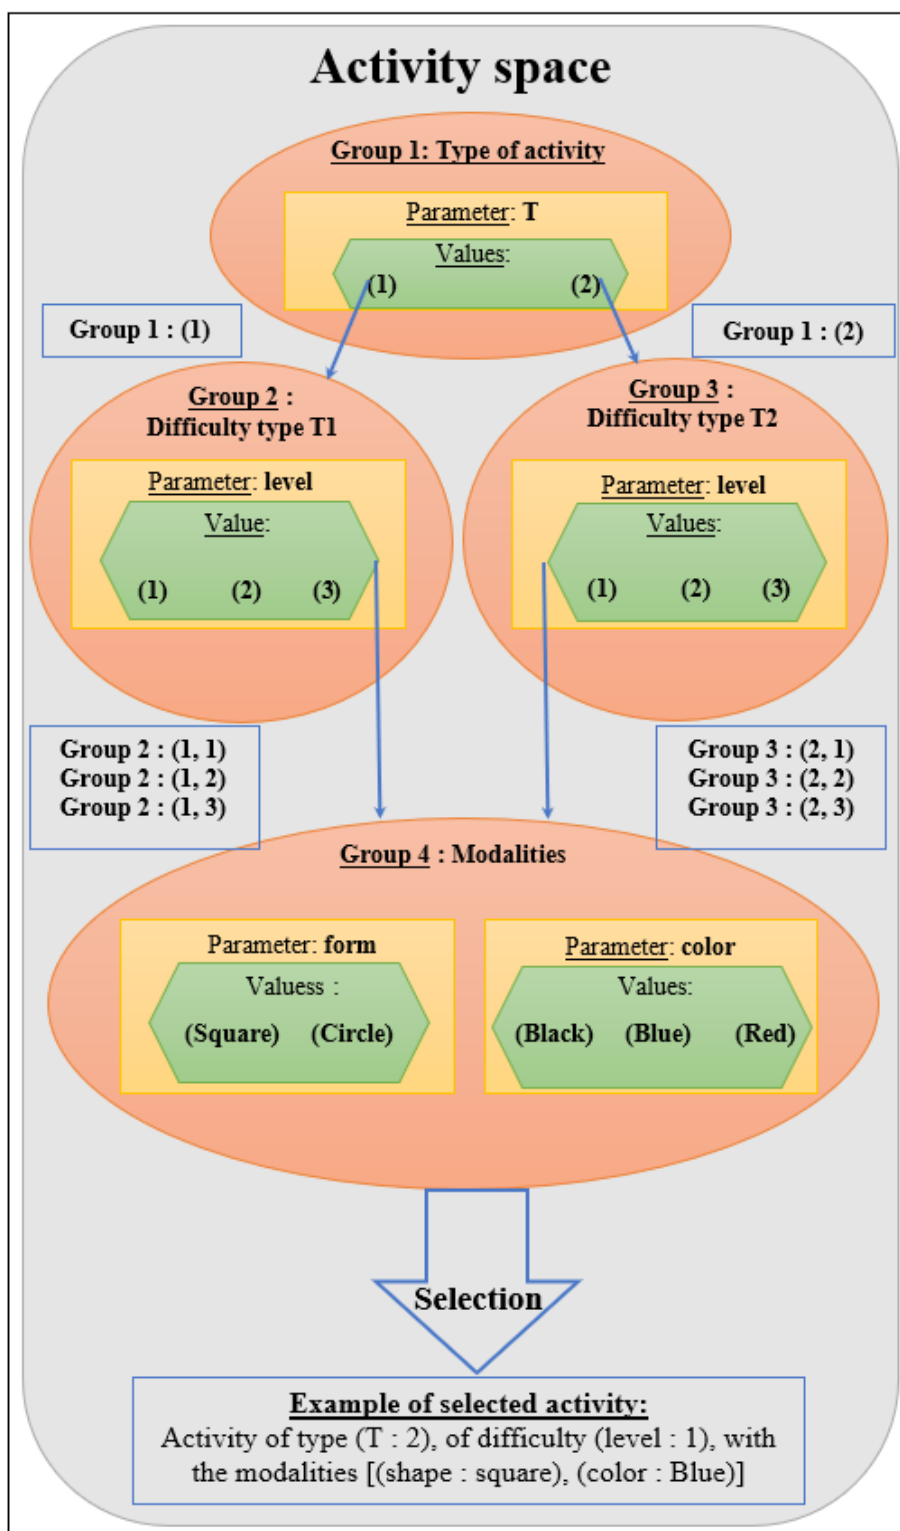 Activity space
Group 1: Type of activity
Parameter: T
Values:
(1) (2)
Group 1 : (1)
Group 1 : (2)
Group 2 :
Difficulty type T1
Parameter: level
Value:
(1) (2) (3)
Group 3 :
Difficulty type T2
Parameter: level
Values:
(1) (2) (3)
Group 2 : (1, 1)
Group 2 : (1, 2)
Group 2 : (1, 3)
Group 3 : (2, 1)
Group 3 : (2, 2)
Group 3 : (2, 3)
Group 4 : Modalities
Parameter: form
Valuess :
(Square) (Circle)
Parameter: color
Values:
(Black) (Blue) (Red)
Selection
Example of selected activity:
Activity of type (T : 2), of difficulty (level : 1), with
the modalities [(shape : square), (color : Blue)]